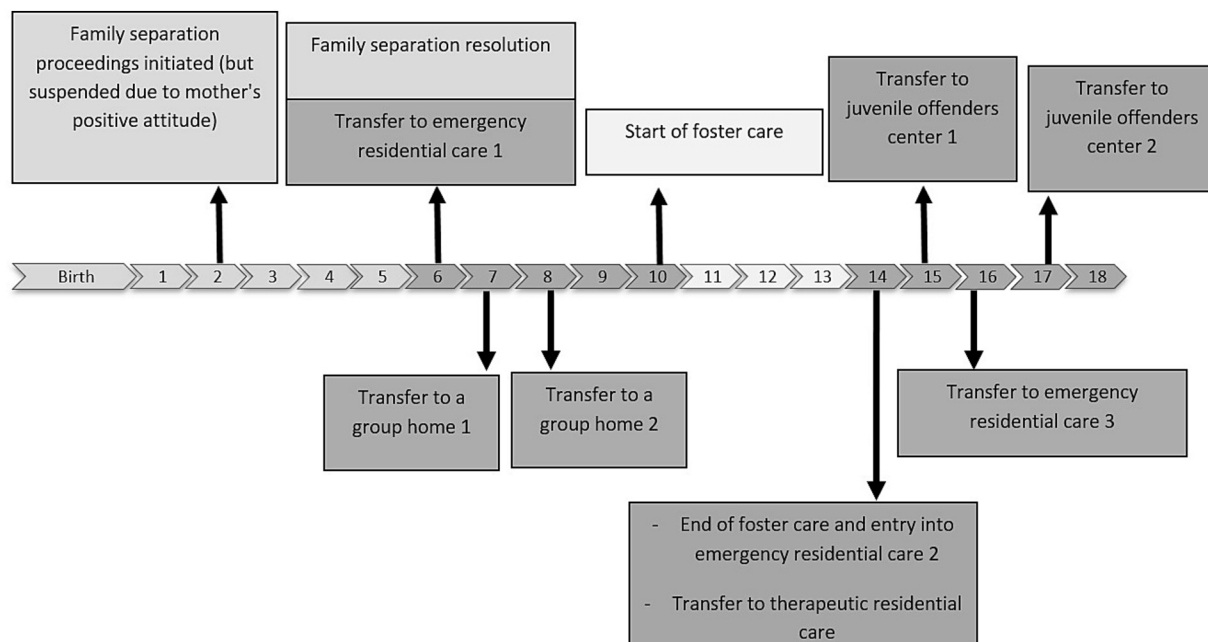 Family separation
proceedings initiated (but
suspended due to mother's
positive attitude)
Family separation resolution
Transfer to emergency
residential care 1
Start of foster care
Transfer to
juvenile offenders
center 1
Transfer to
juvenile offenders
center 2
Birth 1 2 3 4 5 6 7 8 9 10 11 12 13 14 15 16 17 18
Transfer to a
group home 1
Transfer to a
group home 2
Transfer to emergency
residential care 3
- End of foster care and entry into
emergency residential care 2
- Transfer to therapeutic residential
care